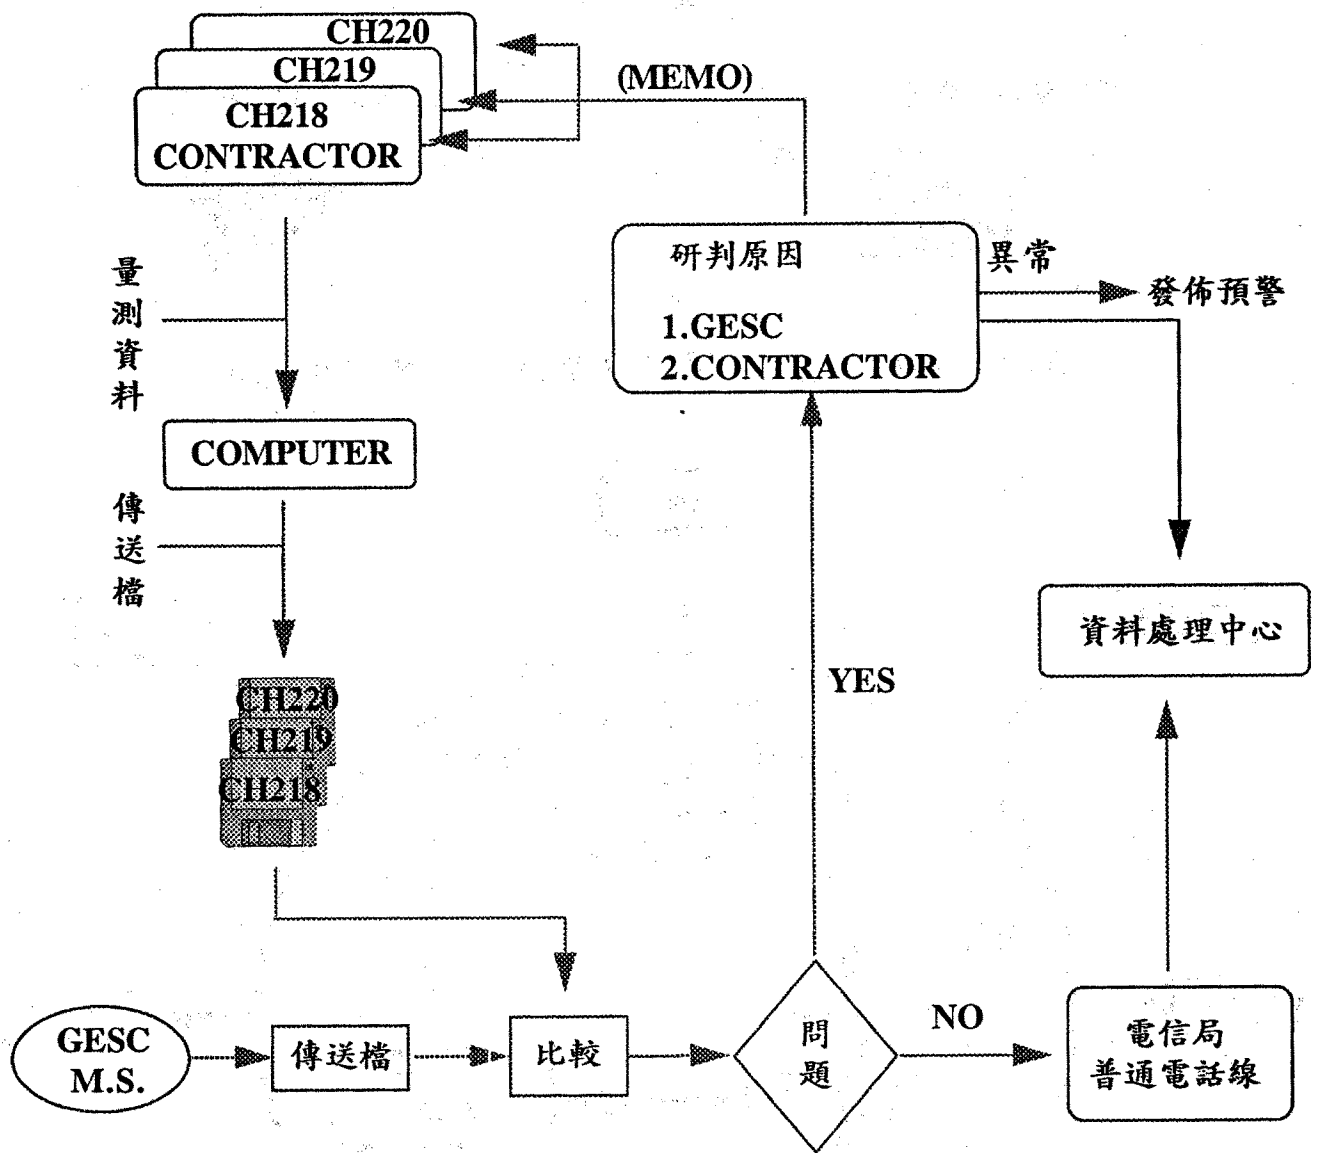 CH220
CH219
CH218
CONTRACTOR
(MEMO)
研判原因
1.GESC
2.CONTRACTOR
異常
發佈預警
量測資料
COMPUTER
傳送檔
資料處理中心
YES
CH220
CH219
CH218
GESC
M.S.
傳送檔
比較
問題
NO
電信局
普通電話線